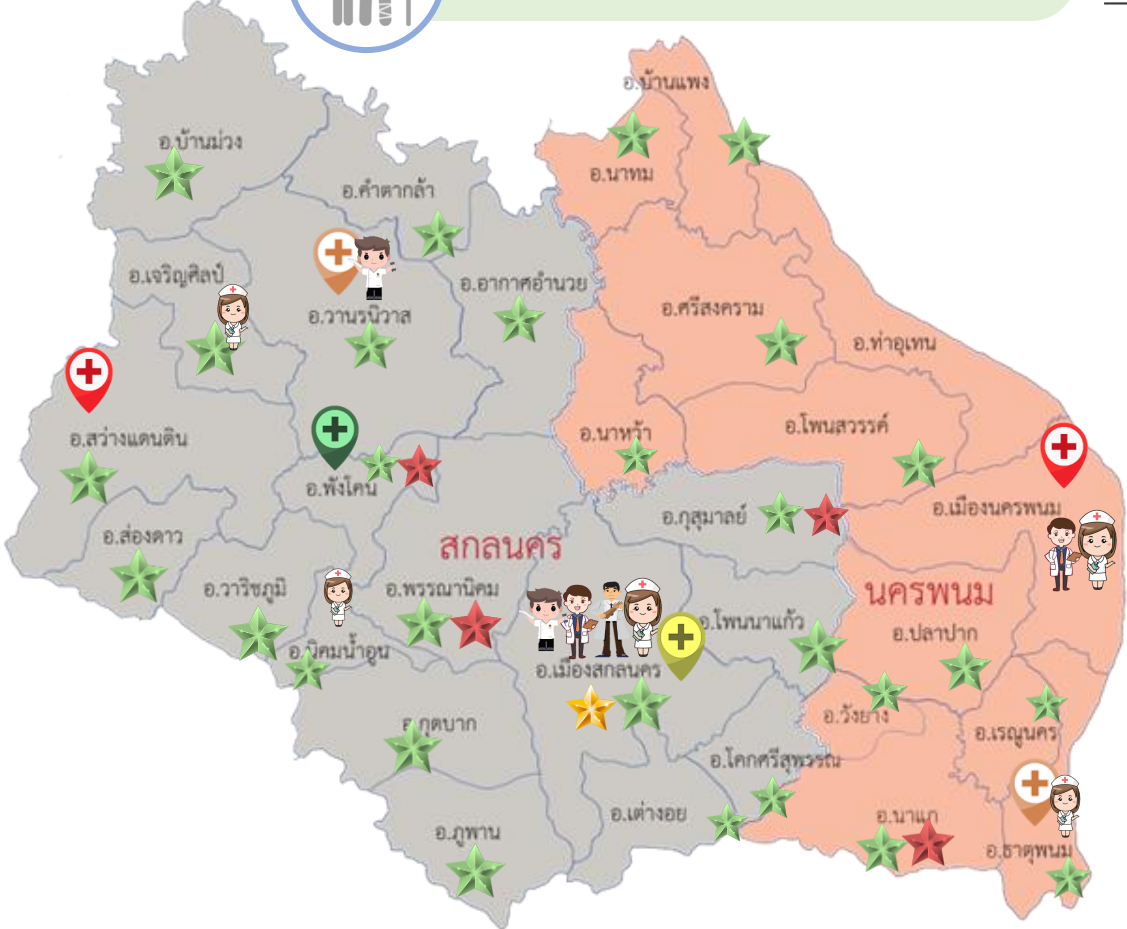 อ.บ้านแพง
อ.บ้านม่วง
อ.นาทม
อ.คำตากล้า
อ.เจริญศิลป์
อ.อากาศอำนวย
อ.วานรนิวาส
อ.ศรีสงคราม
อ.ท่าอุเทน
อ.สว่างแดนดิน
อ.นาหว้า
อ.โพนสวรรค์
อ.พังโคน
อ.กุสุมาลย์
อ.เมืองนครพนม
อ.ส่องดาว
สกลนคร
อ.วาริชภูมิ
อ.พรรณานิคม
นครพนม
อ.โพนนาแก้ว
อ.ปลาปาก
อ.นิคมน้ำอูน
อ.เมืองสกลนคร
อ.กุดบาก
อ.วังยาง
อ.เรณูนคร
อ.โคกศรีสุพรรณ
อ.เต่างอย
อ.นาแก
อ.ภูพาน
อ.ธาตุพนม